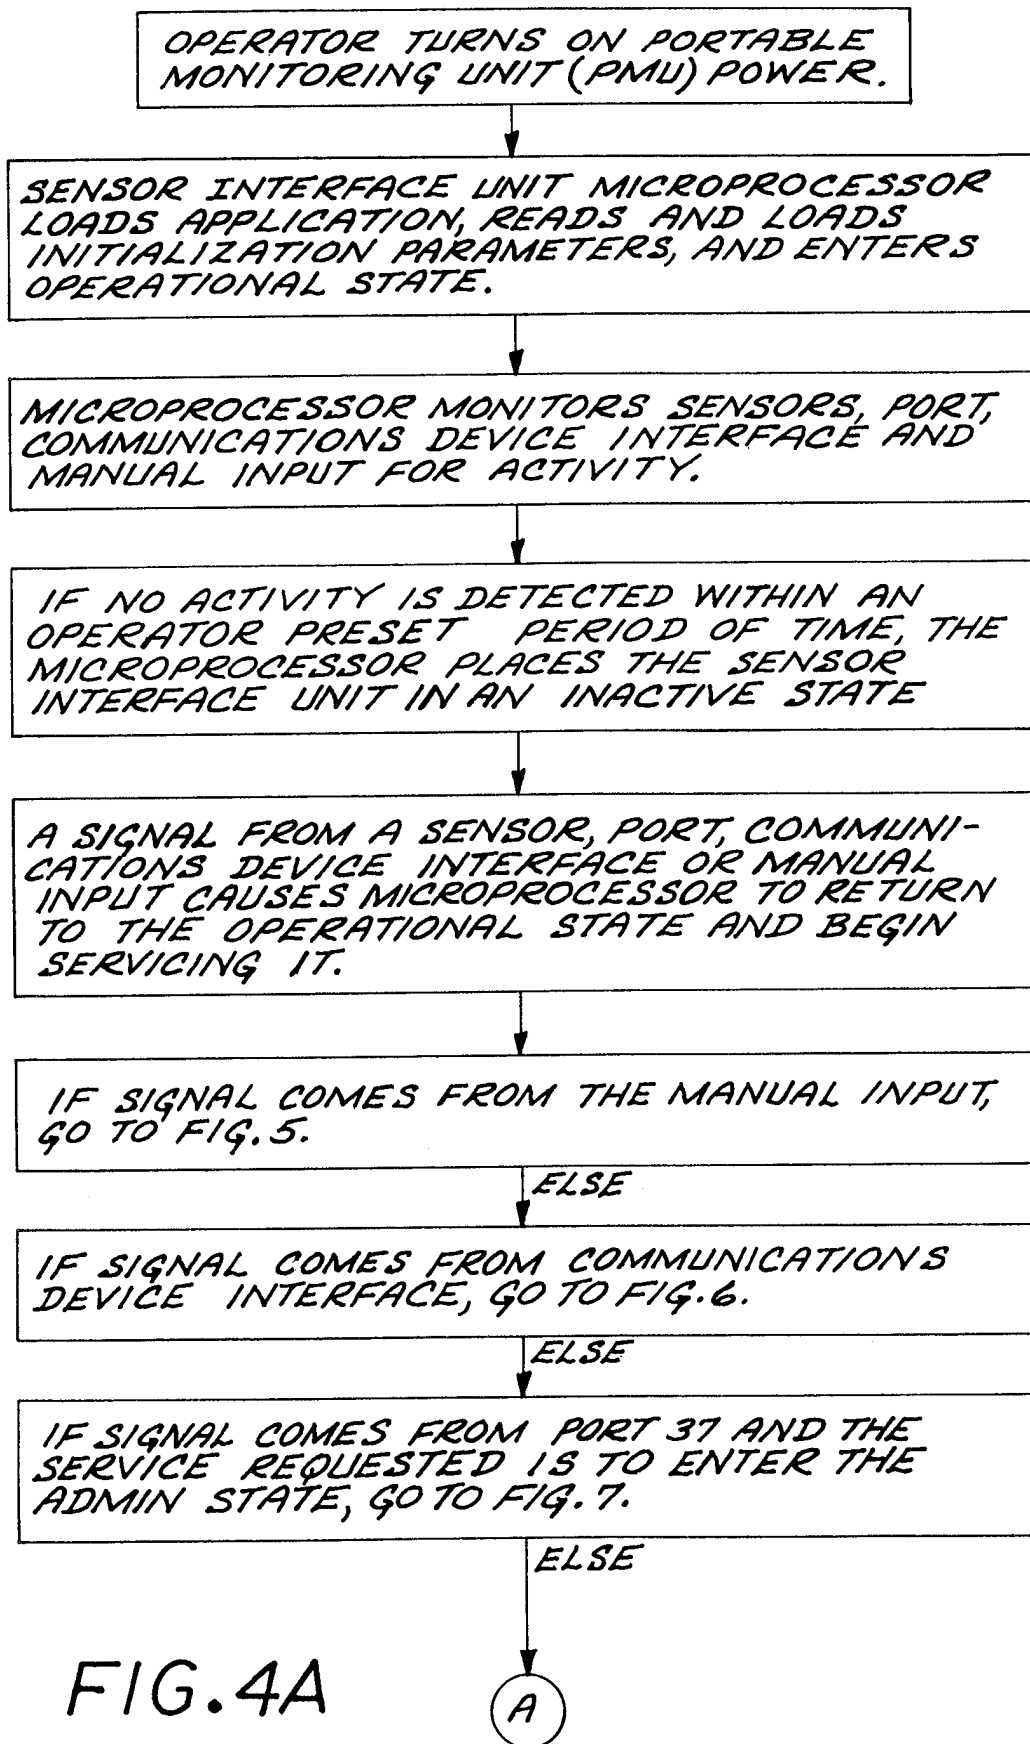 OPERATOR TURNS ON PORTABLE
MONITORING UNIT (PMU) POWER.
SENSOR INTERFACE UNIT MICROPROCESSOR
LOADS APPLICATION, READS AND LOADS
INITIALIZATION PARAMETERS, AND ENTERS
OPERATIONAL STATE.
MICROPROCESSOR MONITORS SENSORS, PORT,
COMMUNICATIONS DEVICE INTERFACE AND
MANUAL INPUT FOR ACTIVITY.
IF NO ACTIVITY IS DETECTED WITHIN AN
OPERATOR PRESET PERIOD OF TIME, THE
MICROPROCESSOR PLACES THE SENSOR
INTERFACE UNIT IN AN INACTIVE STATE
A SIGNAL FROM A SENSOR, PORT, COMMUNI-
CATIONS DEVICE INTERFACE OR MANUAL
INPUT CAUSES MICROPROCESSOR TO RETURN
TO THE OPERATIONAL STATE AND BEGIN
SERVICING IT.
IF SIGNAL COMES FROM THE MANUAL INPUT,
GO TO FIG. 5.
ELSE
IF SIGNAL COMES FROM COMMUNICATIONS
DEVICE INTERFACE, GO TO FIG. 6.
ELSE
IF SIGNAL COMES FROM PORT 37 AND THE
SERVICE REQUESTED IS TO ENTER THE
ADMIN STATE, GO TO FIG. 7.
ELSE
FIG. 4A
A